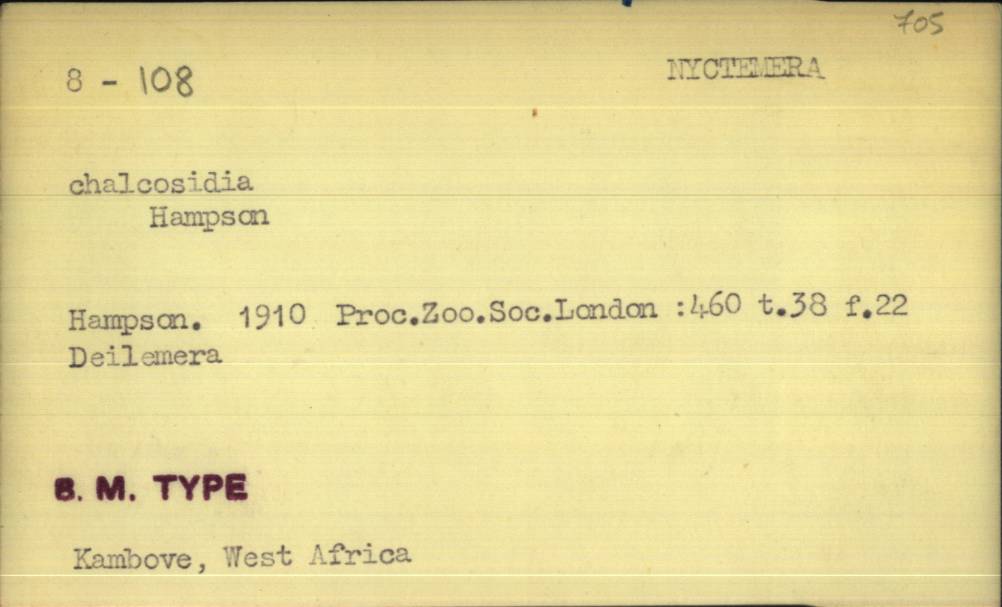 705
8 - 108 NYCTEMERA
chalcosidia
Hampson
Hampson. 1910 Proc.Zoo.Soc.London :460 t.38 f.22
Deilemera
B. M. TYPE
Kambove, West Africa